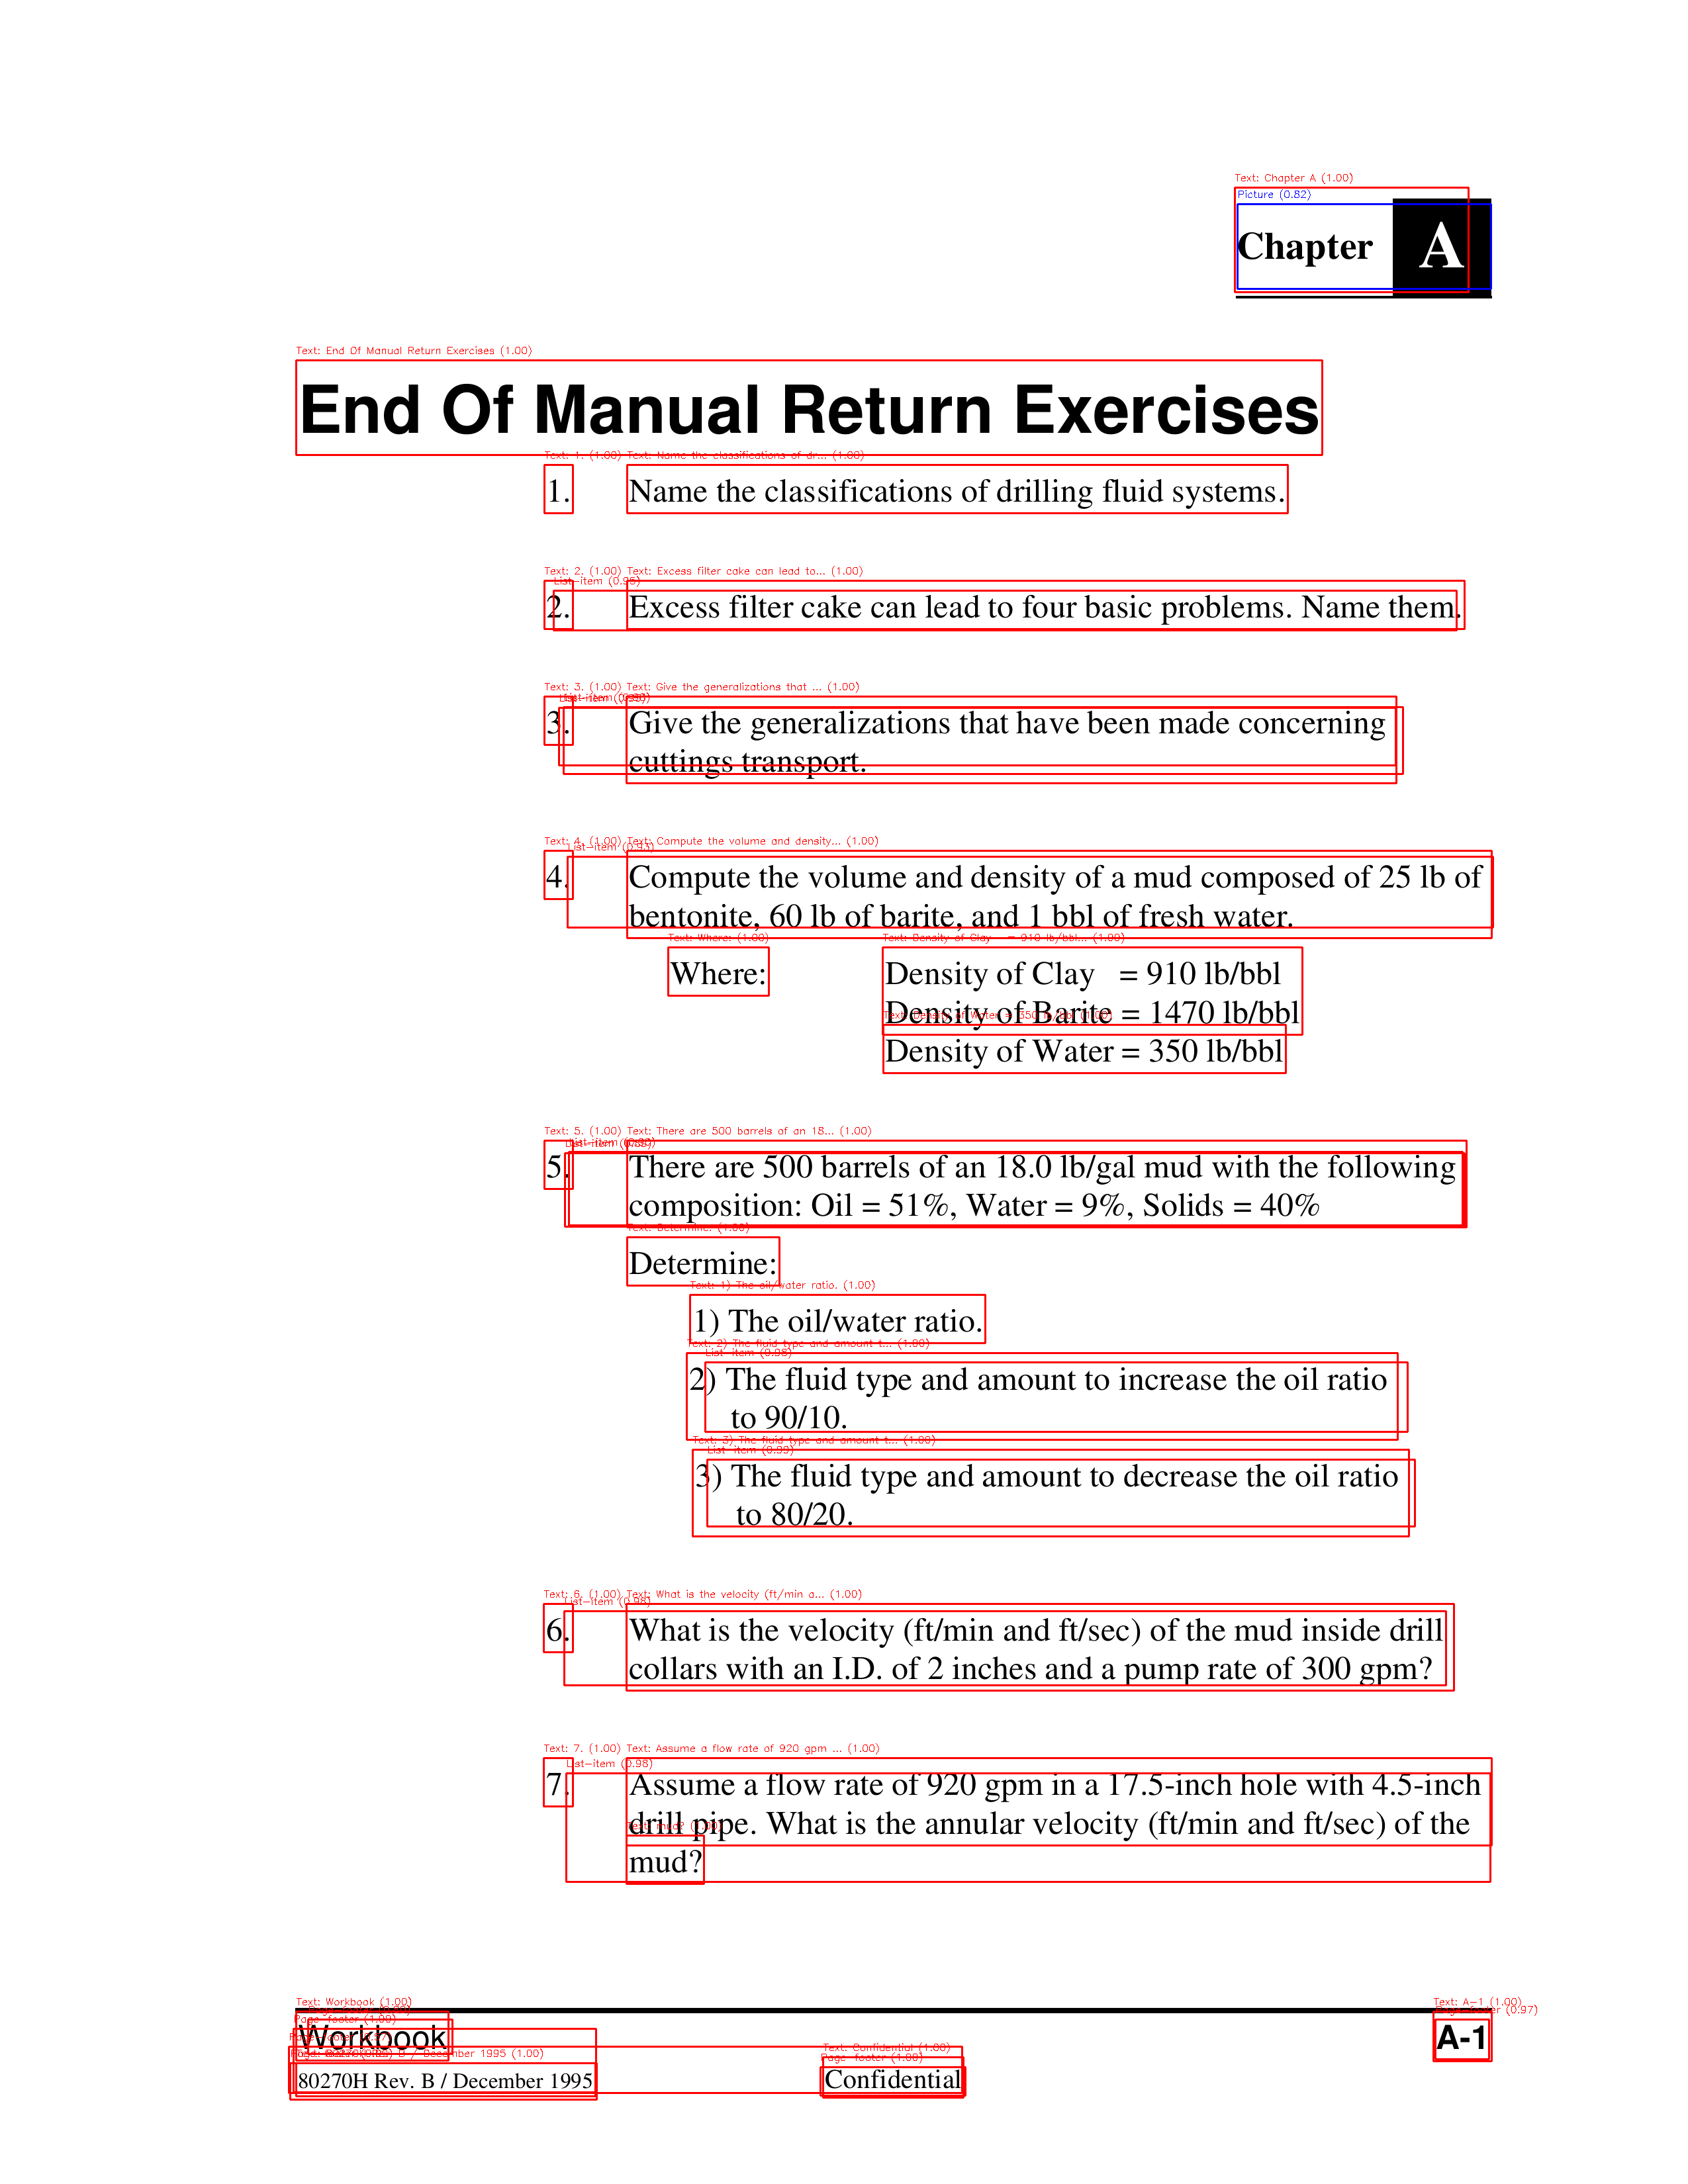 Chapter A
End Of Manual Return Exercises
1. Name the classifications of drilling fluid systems.
2. Excess filter cake can lead to four basic problems. Name them.
3. Give the generalizations that have been made concerning
cuttings transport.
4. Compute the volume and density of a mud composed of 25 lb of
bentonite, 60 lb of barite, and 1 bbl of fresh water.
Where: Density of Clay = 910 lb/bbl
Density of Barite = 1470 lb/bbl
Density of Water = 350 lb/bbl
5. There are 500 barrels of an 18.0 lb/gal mud with the following
composition: Oil = 51%, Water = 9%, Solids = 40%
Determine:
1) The oil/water ratio.
2) The fluid type and amount to increase the oil ratio
to 90/10.
3) The fluid type and amount to decrease the oil ratio
to 80/20.
6. What is the velocity (ft/min and ft/sec) of the mud inside drill
collars with an I.D. of 2 inches and a pump rate of 300 gpm?
7. Assume a flow rate of 920 gpm in a 17.5-inch hole with 4.5-inch
drill pipe. What is the annular velocity (ft/min and ft/sec) of the
mud?
Workbook A-1
80270H Rev. B / December 1995 Confidential